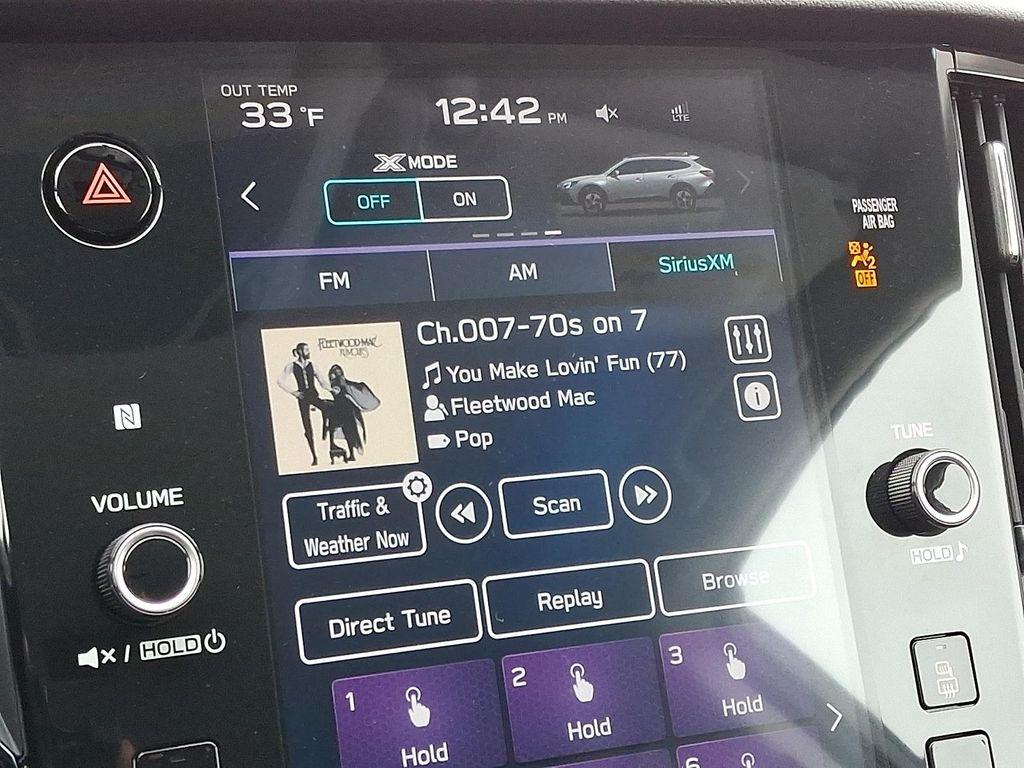 OUT TEMP
33 °F
12:42 PM
LTE
X MODE
OFF
ON
PASSENGER
AIR BAG
2
OFF
FM
AM
SiriusXM
Ch.007-70s on 7
FLEETWOOD MAC
RUMOURS
You Make Lovin' Fun (77)
Fleetwood Mac
Pop
N
i
TUNE
VOLUME
Traffic &
Weather Now
Scan
HOLD
Direct Tune
Replay
Browse
/ HOLD
1
Hold
2
Hold
3
Hold
6